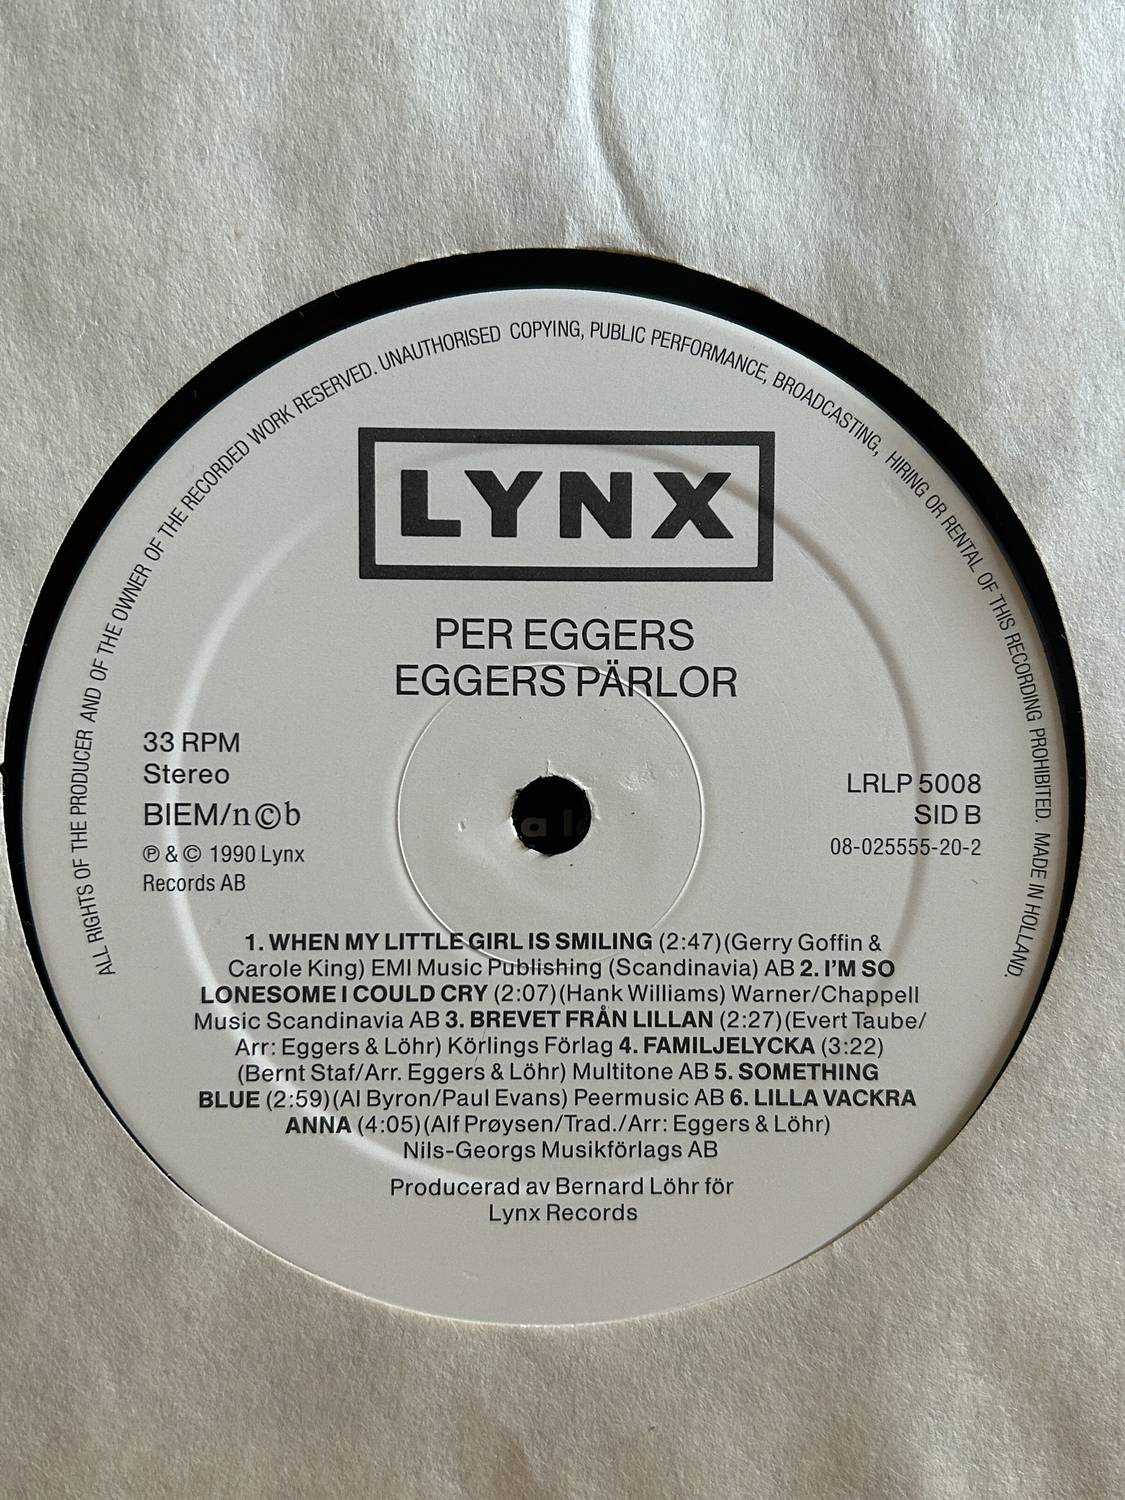 ALL RIGHTS OF THE PRODUCER AND OF THE OWNER OF THE RECORDED WORK RESERVED. UNAUTHORISED COPYING, PUBLIC PERFORMANCE, BROADCASTING, HIRING OR RENTAL OF THIS RECORDING PROHIBITED. MADE IN HOLLAND.
LYNX
PER EGGERS
EGGERS PÄRLOR
33 RPM
Stereo
BIEM/n©b
℗ & © 1990 Lynx
Records AB
LRLP 5008
SID B
08-025555-20-2
1. WHEN MY LITTLE GIRL IS SMILING (2:47)(Gerry Goffin &
Carole King) EMI Music Publishing (Scandinavia) AB 2. I'M SO
LONESOME I COULD CRY (2:07)(Hank Williams) Warner/Chappell
Music Scandinavia AB 3. BREVET FRÅN LILLAN (2:27)(Evert Taube/
Arr: Eggers & Löhr) Körlings Förlag 4. FAMILJELYCKA (3:22)
(Bernt Staf/Arr. Eggers & Löhr) Multitone AB 5. SOMETHING
BLUE (2:59)(Al Byron/Paul Evans) Peermusic AB 6. LILLA VACKRA
ANNA (4:05)(Alf Prøysen/Trad./Arr: Eggers & Löhr)
Nils-Georgs Musikförlags AB
Producerad av Bernard Löhr för
Lynx Records